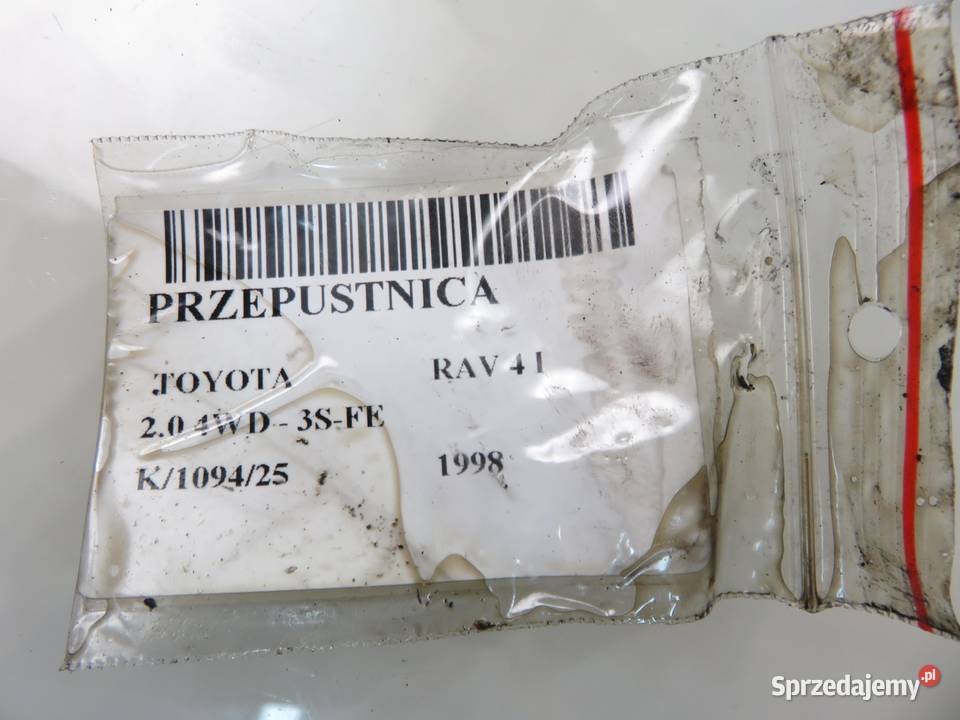 PRZEPUSTNICA
TOYOTA RAV 4 I
2.0 4WD - 3S-FE
K/1094/25 1998
Sprzedajemy.pl